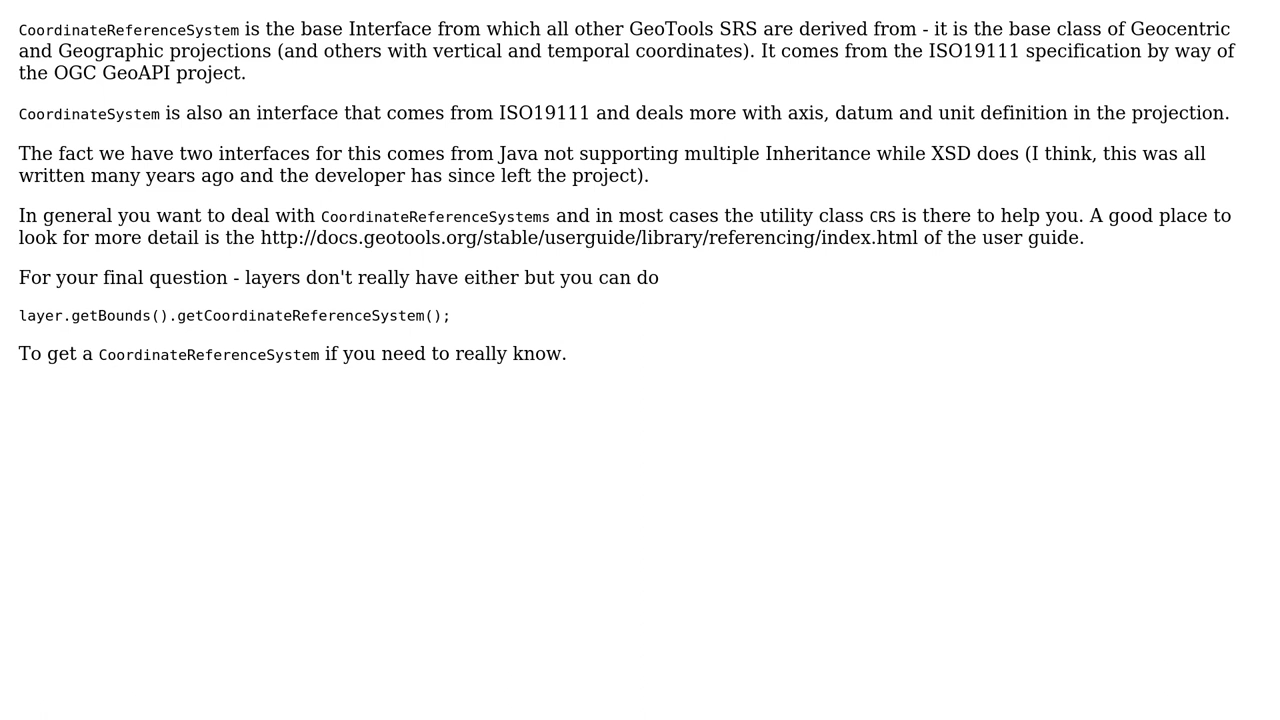 CoordinateReferenceSystem is the base Interface from which all other GeoTools SRS are derived from - it is the base class of Geocentric
and Geographic projections (and others with vertical and temporal coordinates). It comes from the ISO19111 specification by way of
the OGC GeoAPI project.
CoordinateSystem is also an interface that comes from ISO19111 and deals more with axis, datum and unit definition in the projection.
The fact we have two interfaces for this comes from Java not supporting multiple Inheritance while XSD does (I think, this was all
written many years ago and the developer has since left the project).
In general you want to deal with CoordinateReferenceSystems and in most cases the utility class CRS is there to help you. A good place to
look for more detail is the http://docs.geotools.org/stable/userguide/library/referencing/index.html of the user guide.
For your final question - layers don't really have either but you can do
layer.getBounds().getCoordinateReferenceSystem();
To get a CoordinateReferenceSystem if you need to really know.